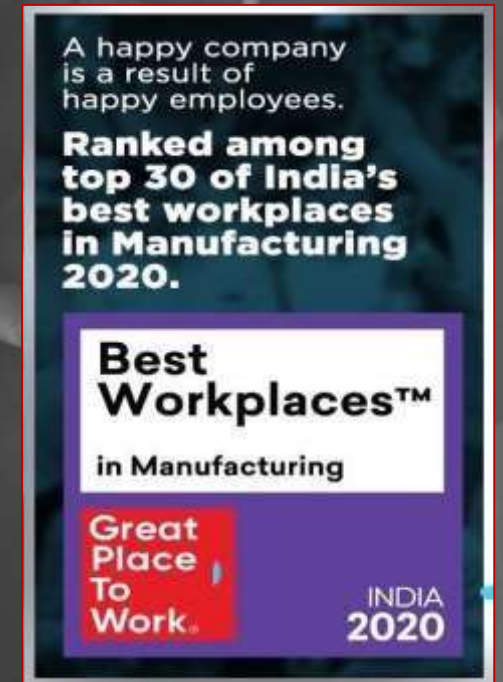 A happy company
is a result of
happy employees.
Ranked among
top 30 of India's
best workplaces
in Manufacturing
2020.
Best
Workplaces™
in Manufacturing
Great
Place
To
Work®
INDIA
2020